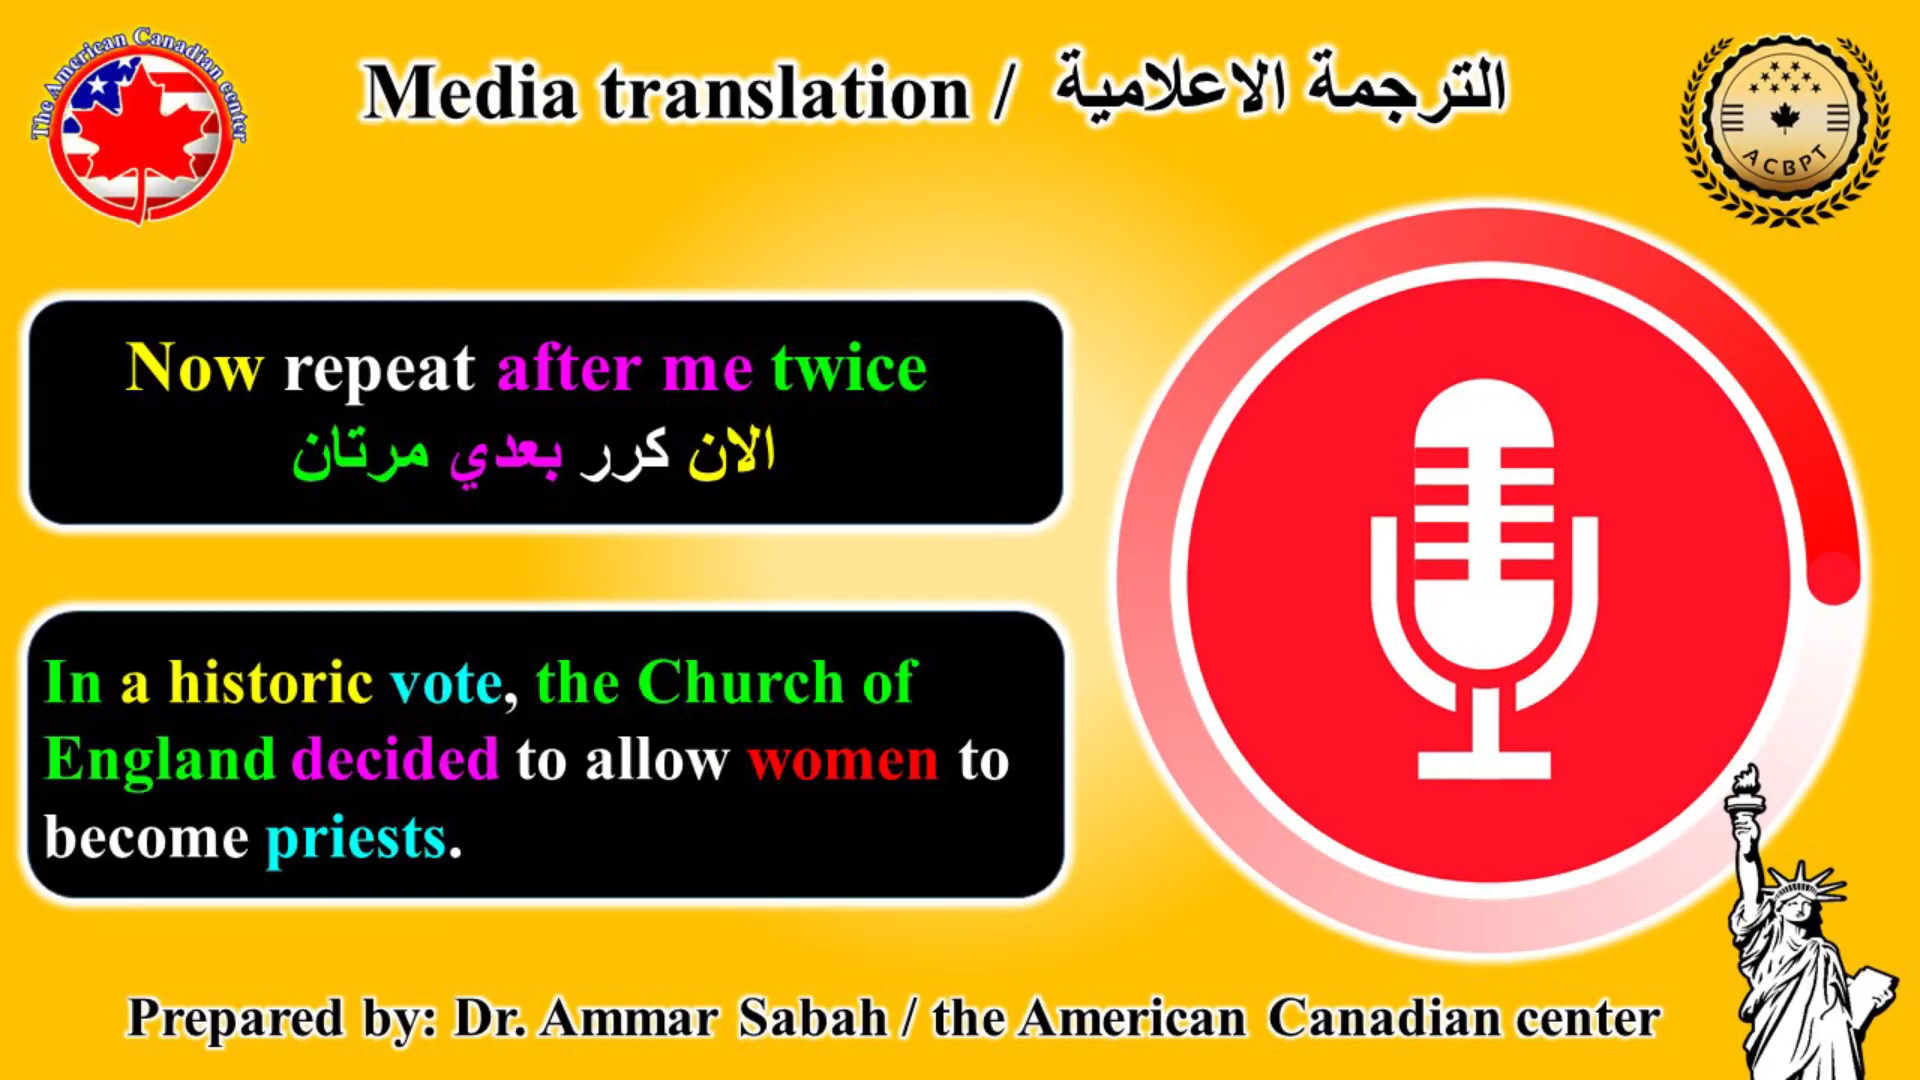 The American Canadian center
Media translation / الترجمة الاعلامية
ACBPT
Now repeat after me twice
الان كرر بعدي مرتان
In a historic vote, the Church of
England decided to allow women to
become priests.
Prepared by: Dr. Ammar Sabah / the American Canadian center